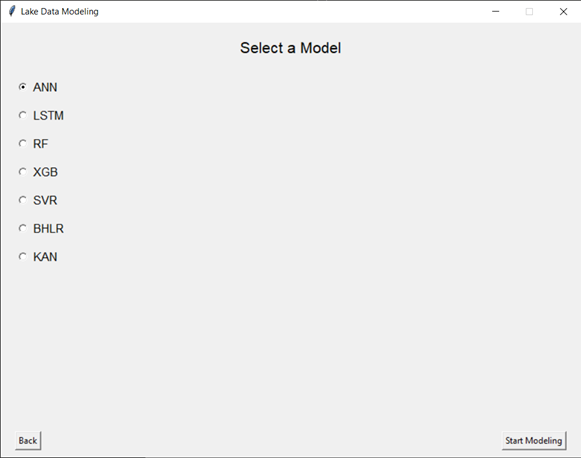 Lake Data Modeling
Select a Model
ANN
LSTM
RF
XGB
SVR
BHLR
KAN
Back
Start Modeling